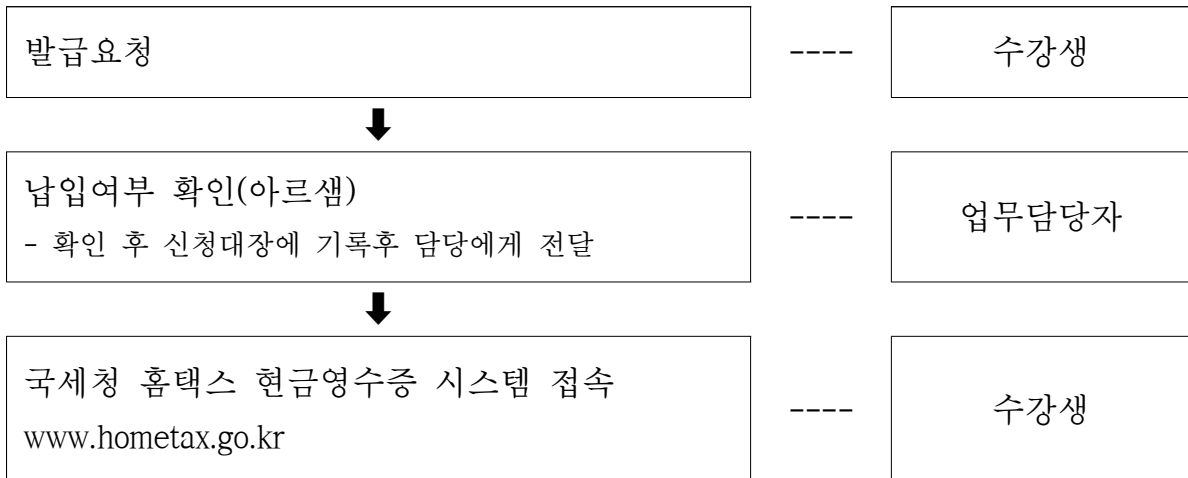 발급요청 ---- 수강생
납입여부 확인(아르샘)
- 확인 후 신청대장에 기록후 담당에게 전달
---- 업무담당자
국세청 홈택스 현금영수증 시스템 접속
www.hometax.go.kr
---- 수강생